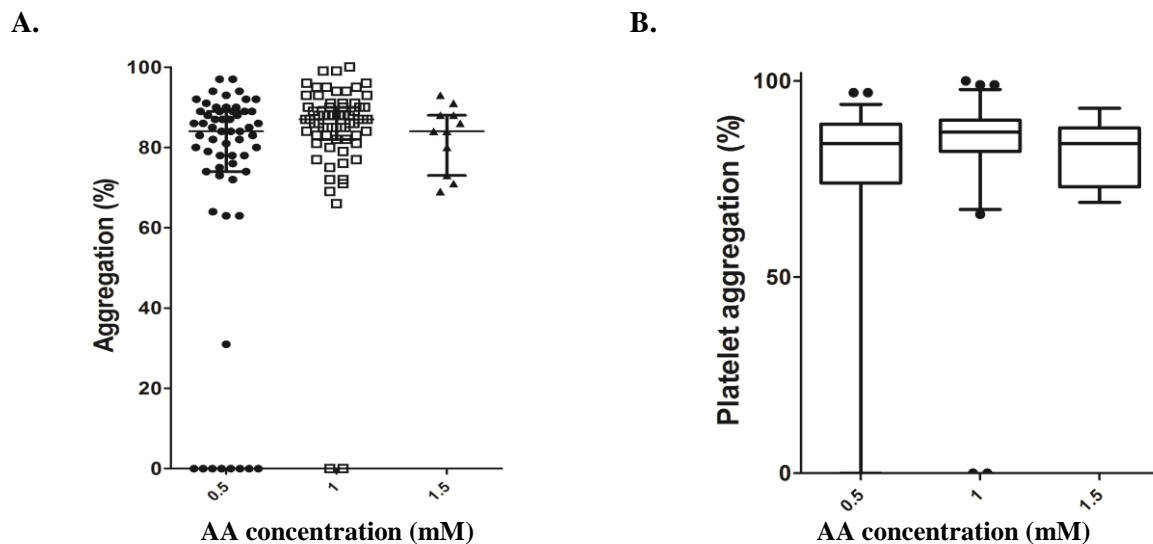 A.
Aggregation (%)
100
80
60
40
20
0
0.5
1
1.5
AA concentration (mM)
B.
Platelet aggregation (%)
100
50
0
0.5
1
1.5
AA concentration (mM)